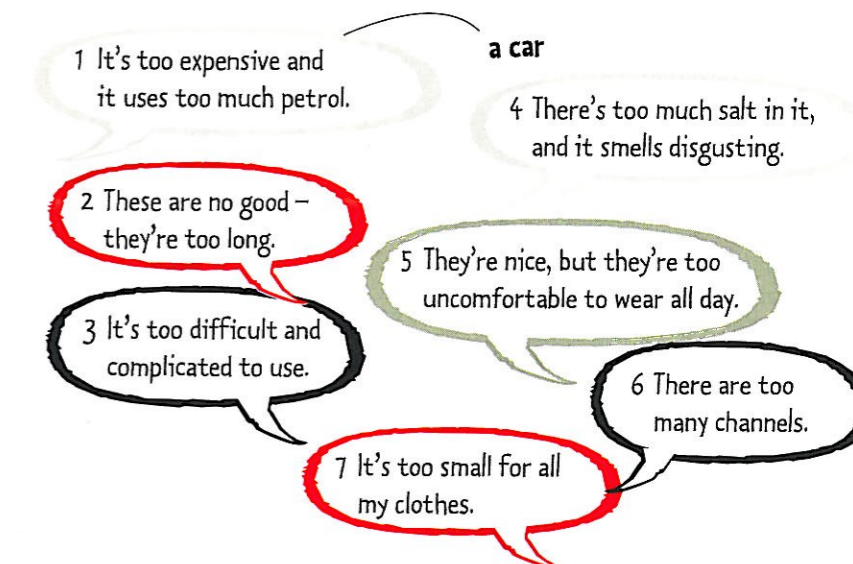 1 It's too expensive and
it uses too much petrol.
a car
2 These are no good –
they're too long.
3 It's too difficult and
complicated to use.
4 There's too much salt in it,
and it smells disgusting.
5 They're nice, but they're too
uncomfortable to wear all day.
6 There are too
many channels.
7 It's too small for all
my clothes.